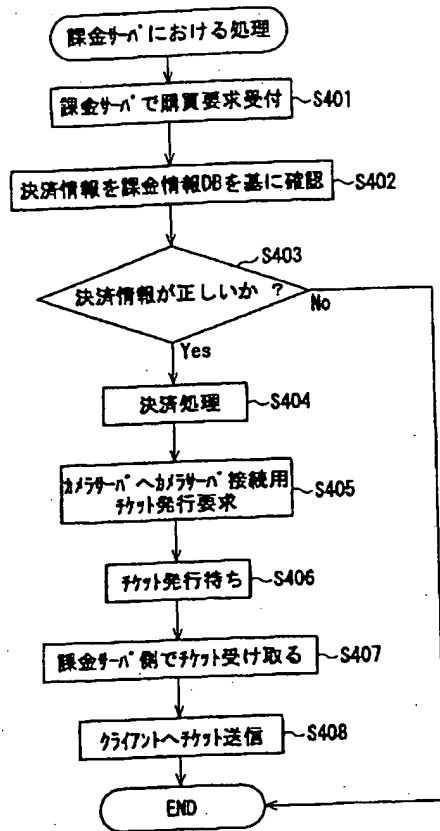 課金ｻｰﾊﾞにおける処理
課金ｻｰﾊﾞで購買要求受付
S401
決済情報を課金情報DBを基に確認
S402
S403
決済情報が正しいか ?
No
Yes
決済処理
S404
ｶﾒﾗｻｰﾊﾞへｶﾒﾗｻｰﾊﾞ接続用
ﾁｹｯﾄ発行要求
S405
ﾁｹｯﾄ発行待ち
S406
課金ｻｰﾊﾞ側でﾁｹｯﾄ受け取る
S407
ｸﾗｲｱﾝﾄへﾁｹｯﾄ送信
S408
END